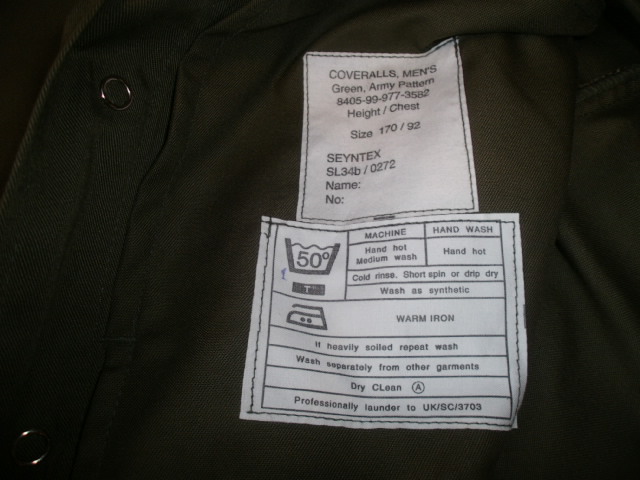 COVERALLS, MEN'S
Green, Army Pattern
8405-99-977-3582
Height / Chest
Size 170 / 92
SEYNTEX
SL34b / 0272
Name:
No:
MACHINE
HAND WASH
50°
Hand hot
Medium wash
Hand hot
Cold rinse. Short spin or drip dry
T
Wash as synthetic
WARM IRON
If heavily soiled repeat wash
Wash separately from other garments
Dry CLean A
Professionally launder to UK/SC/3703